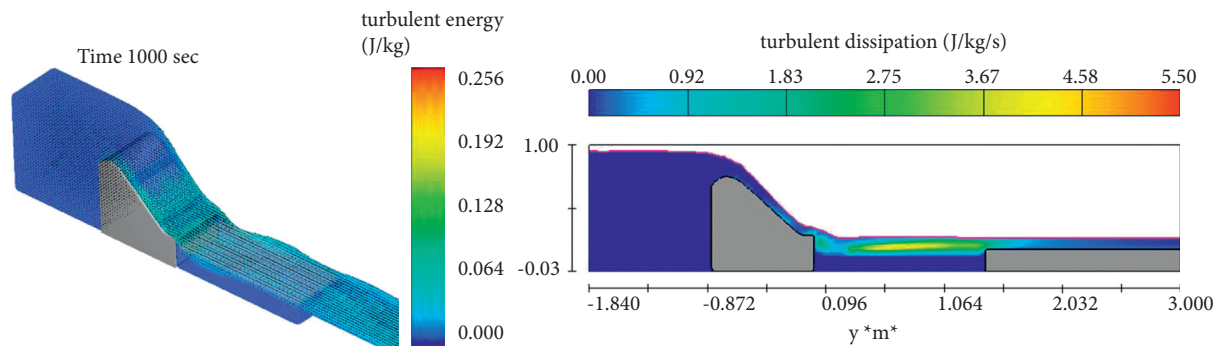 turbulent energy
(J/kg)
Time 1000 sec
0.256
0.192
0.128
0.064
0.000
turbulent dissipation (J/kg/s)
0.00 0.92 1.83 2.75 3.67 4.58 5.50
1.00
-0.03
-1.840 -0.872 0.096 1.064 2.032 3.000
y *m*